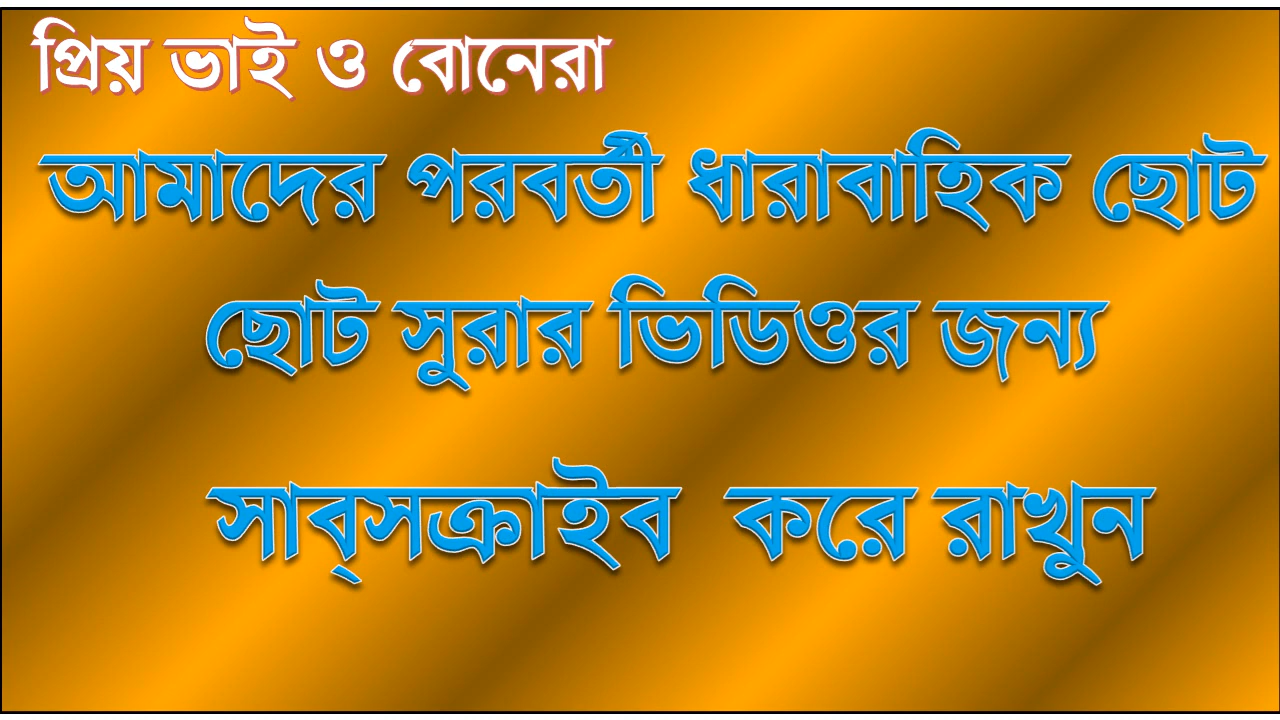 প্রিয় ভাই ও বোনেরা
আমাদের পরবর্তী ধারাবাহিক ছোট
ছোট সুরার ভিডিওর জন্য
সাব্সক্রাইব করে রাখুন